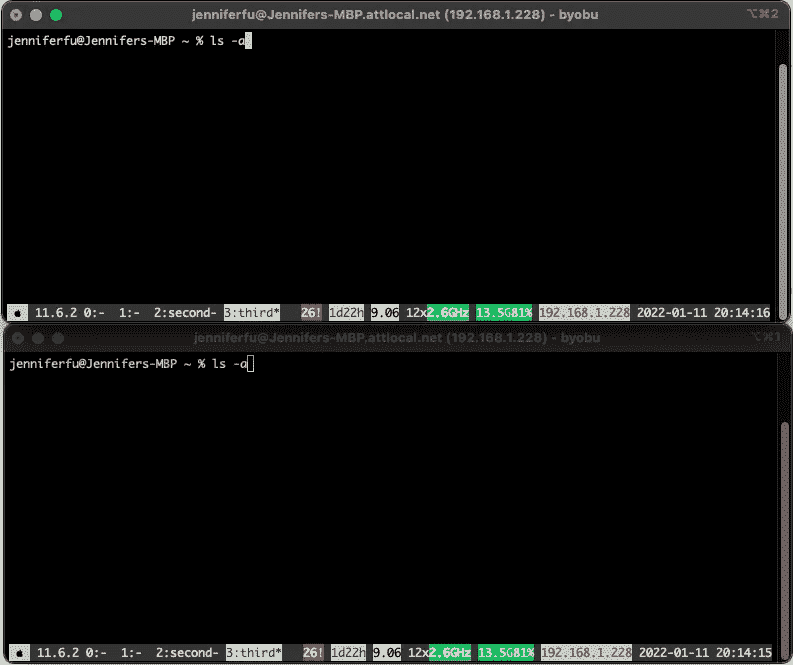 jenniferfu@Jennifers-MBP.attlocal.net (192.168.1.228) - byobu ⌥⌘2
jenniferfu@Jennifers-MBP ~ % ls -a
11.6.2 0:- 1:- 2:second- 3:third* 26! 1d22h 9.06 12x2.6GHz 13.5G81% 192.168.1.228 2022-01-11 20:14:16
jenniferfu@Jennifers-MBP.attlocal.net (192.168.1.228) - byobu ⌥⌘1
jenniferfu@Jennifers-MBP ~ % ls -a
11.6.2 0:- 1:- 2:second- 3:third* 26! 1d22h 9.06 12x2.6GHz 13.5G81% 192.168.1.228 2022-01-11 20:14:15